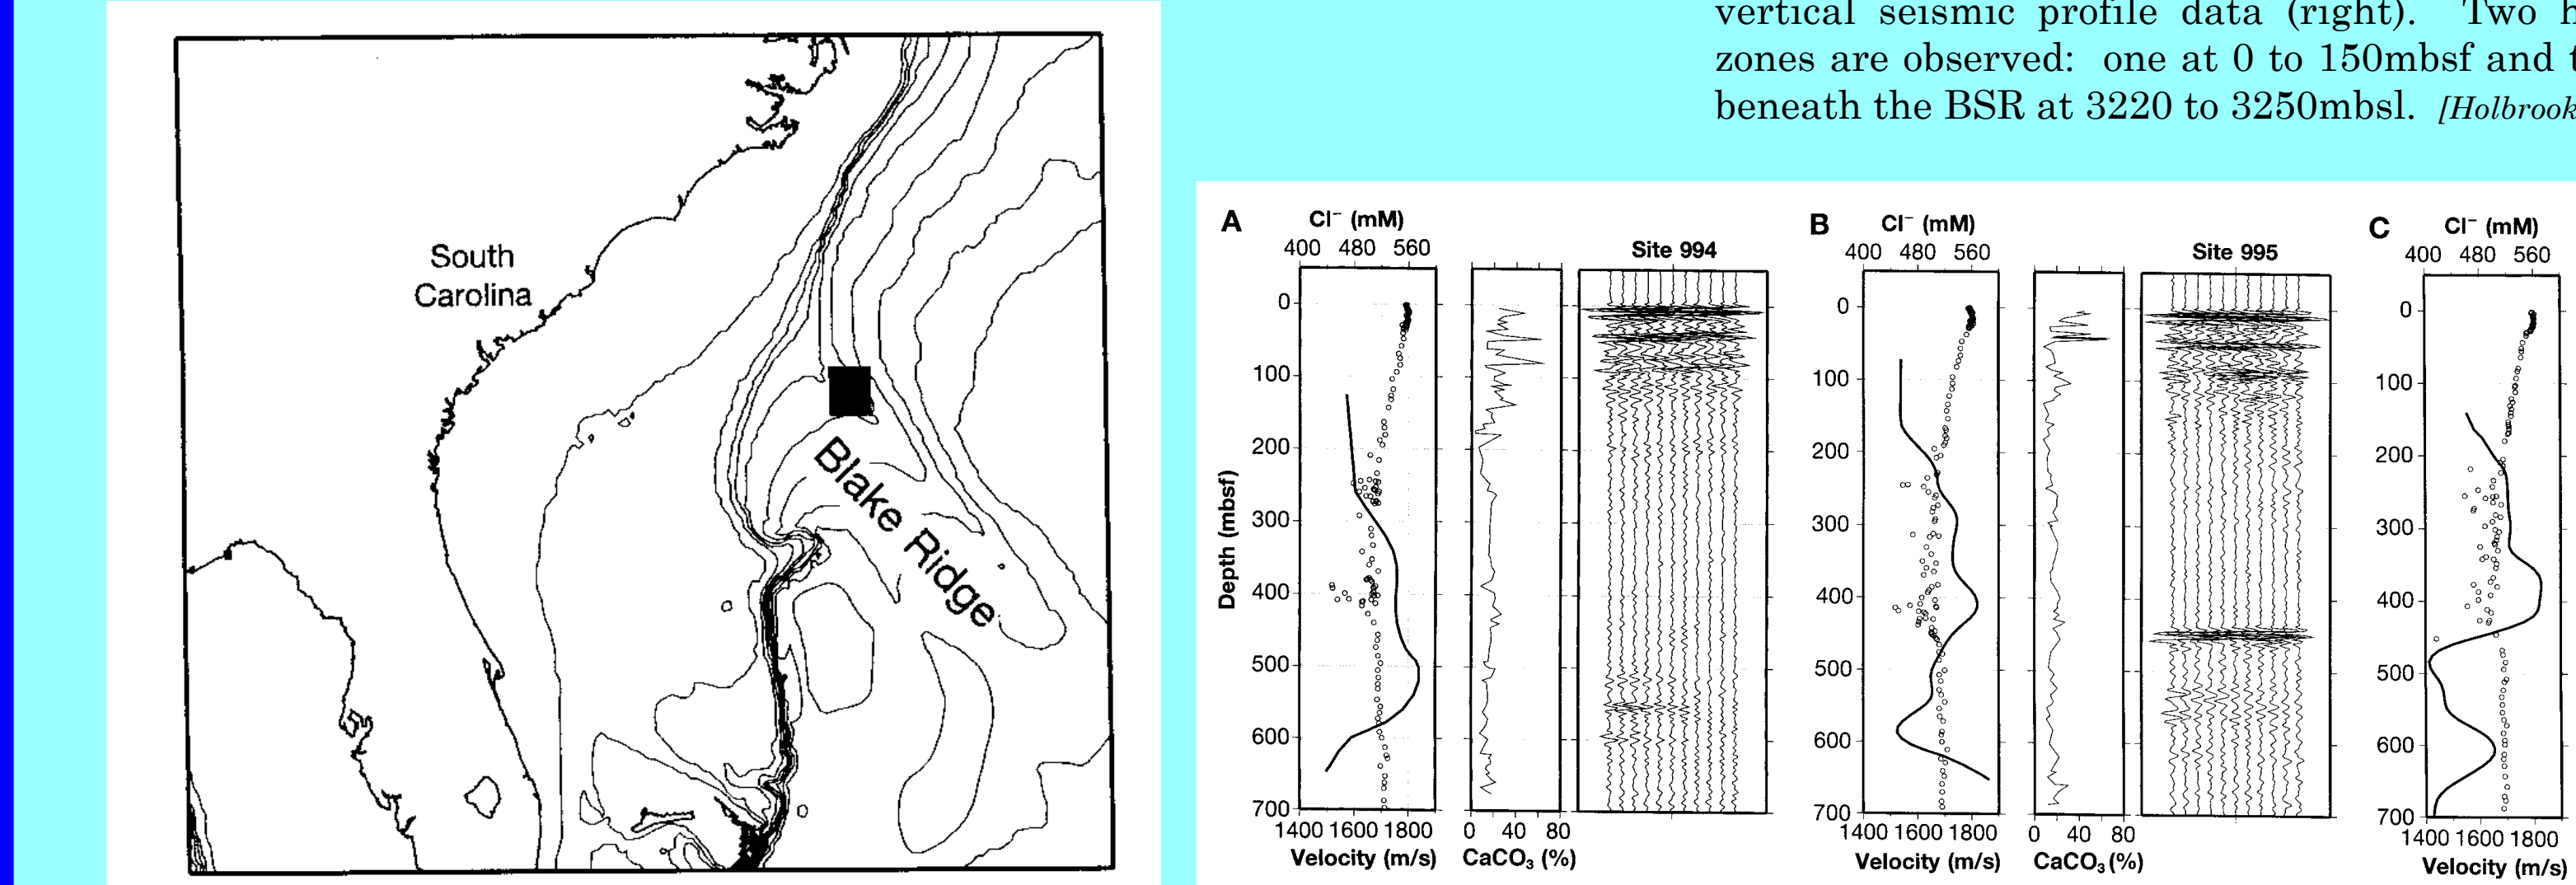 vertical seismic profile data (right). Two
zones are observed: one at 0 to 150mbsf and
beneath the BSR at 3220 to 3250mbsl. [Holbrook
South
Carolina
Blake Ridge
A
Cl⁻ (mM)
400 480 560
Site 994
Depth (mbsf)
0
100
200
300
400
500
600
700
1400 1600 1800
Velocity (m/s)
0 40 80
CaCO₃ (%)
B
Cl⁻ (mM)
400 480 560
Site 995
0
100
200
300
400
500
600
700
1400 1600 1800
Velocity (m/s)
0 40 80
CaCO₃ (%)
C
Cl⁻ (mM)
400 480 560
0
100
200
300
400
500
600
700
1400 1600 1800
Velocity (m/s)